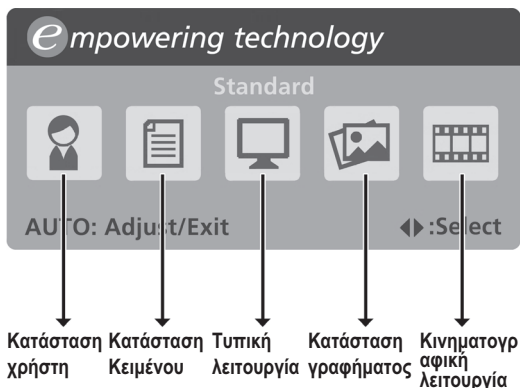 empowering technology
Standard
AUTO: Adjust/Exit
:Select
Κατάσταση
χρήστη
Κατάσταση
Κειμένου
Τυπική
λειτουργία
Κατάσταση
γραφήματος
Κινηματογρ
αφική
λειτουργία